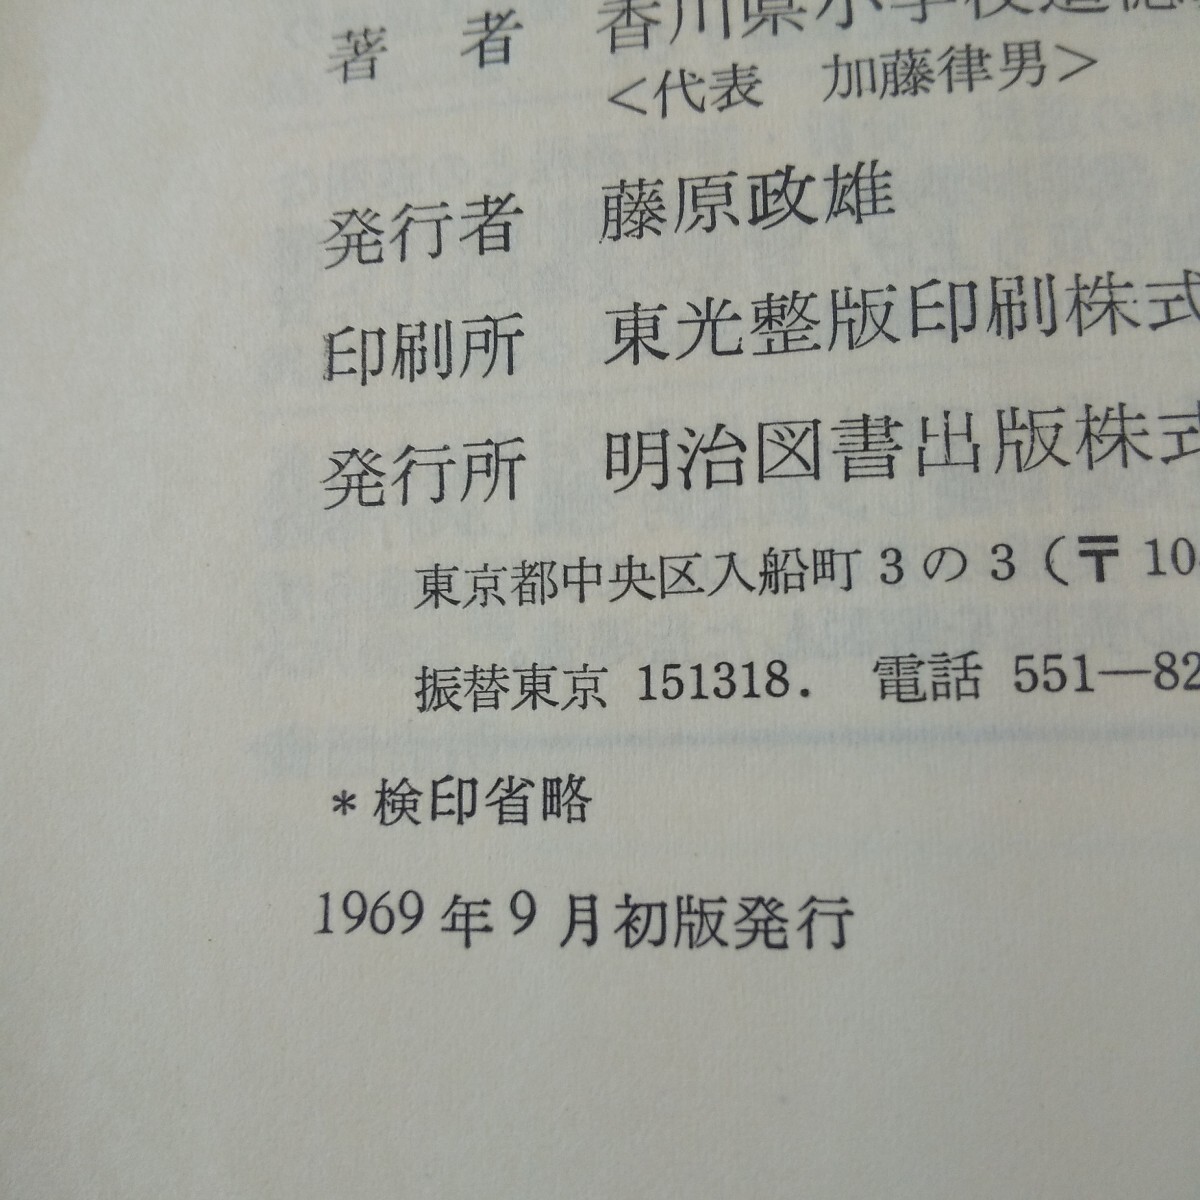 著 者 香川県小学校道徳
<代表 加藤律男>
発行者 藤原政雄
印刷所 東光整版印刷株式
発行所 明治図書出版株式
東京都中央区入船町3の3(〒10
振替東京 151318. 電話 551―82
*検印省略
1969年9月初版発行